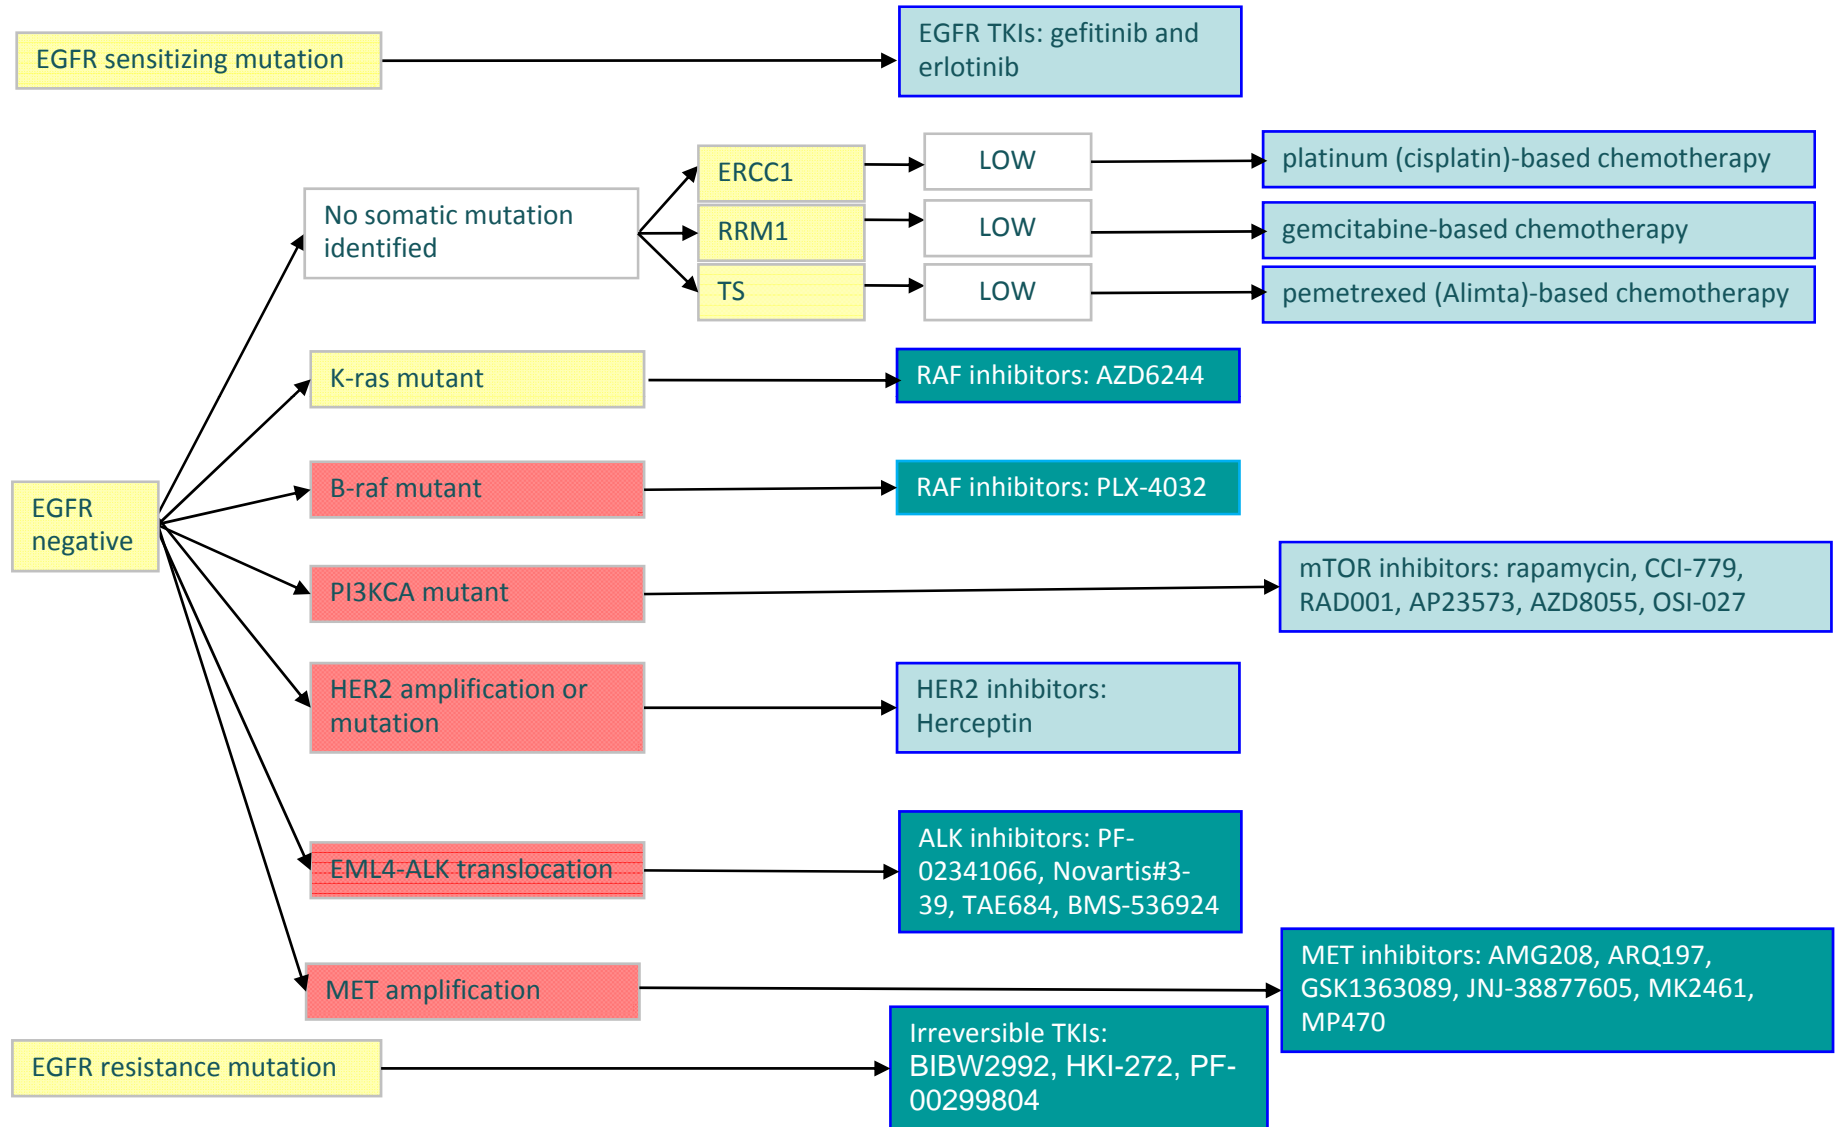 EGFR sensitizing mutation
EGFR TKIs: gefitinib and
erlotinib
No somatic mutation
identified
ERCC1
LOW
platinum (cisplatin)-based chemotherapy
RRM1
LOW
gemcitabine-based chemotherapy
TS
LOW
pemetrexed (Alimta)-based chemotherapy
K-ras mutant
RAF inhibitors: AZD6244
EGFR
negative
B-raf mutant
RAF inhibitors: PLX-4032
PI3KCA mutant
mTOR inhibitors: rapamycin, CCI-779,
RAD001, AP23573, AZD8055, OSI-027
HER2 amplification or
mutation
HER2 inhibitors:
Herceptin
EML4-ALK translocation
ALK inhibitors: PF-
02341066, Novartis#3-
39, TAE684, BMS-536924
MET amplification
MET inhibitors: AMG208, ARQ197,
GSK1363089, JNJ-38877605, MK2461,
MP470
EGFR resistance mutation
Irreversible TKIs:
BIBW2992, HKI-272, PF-
00299804